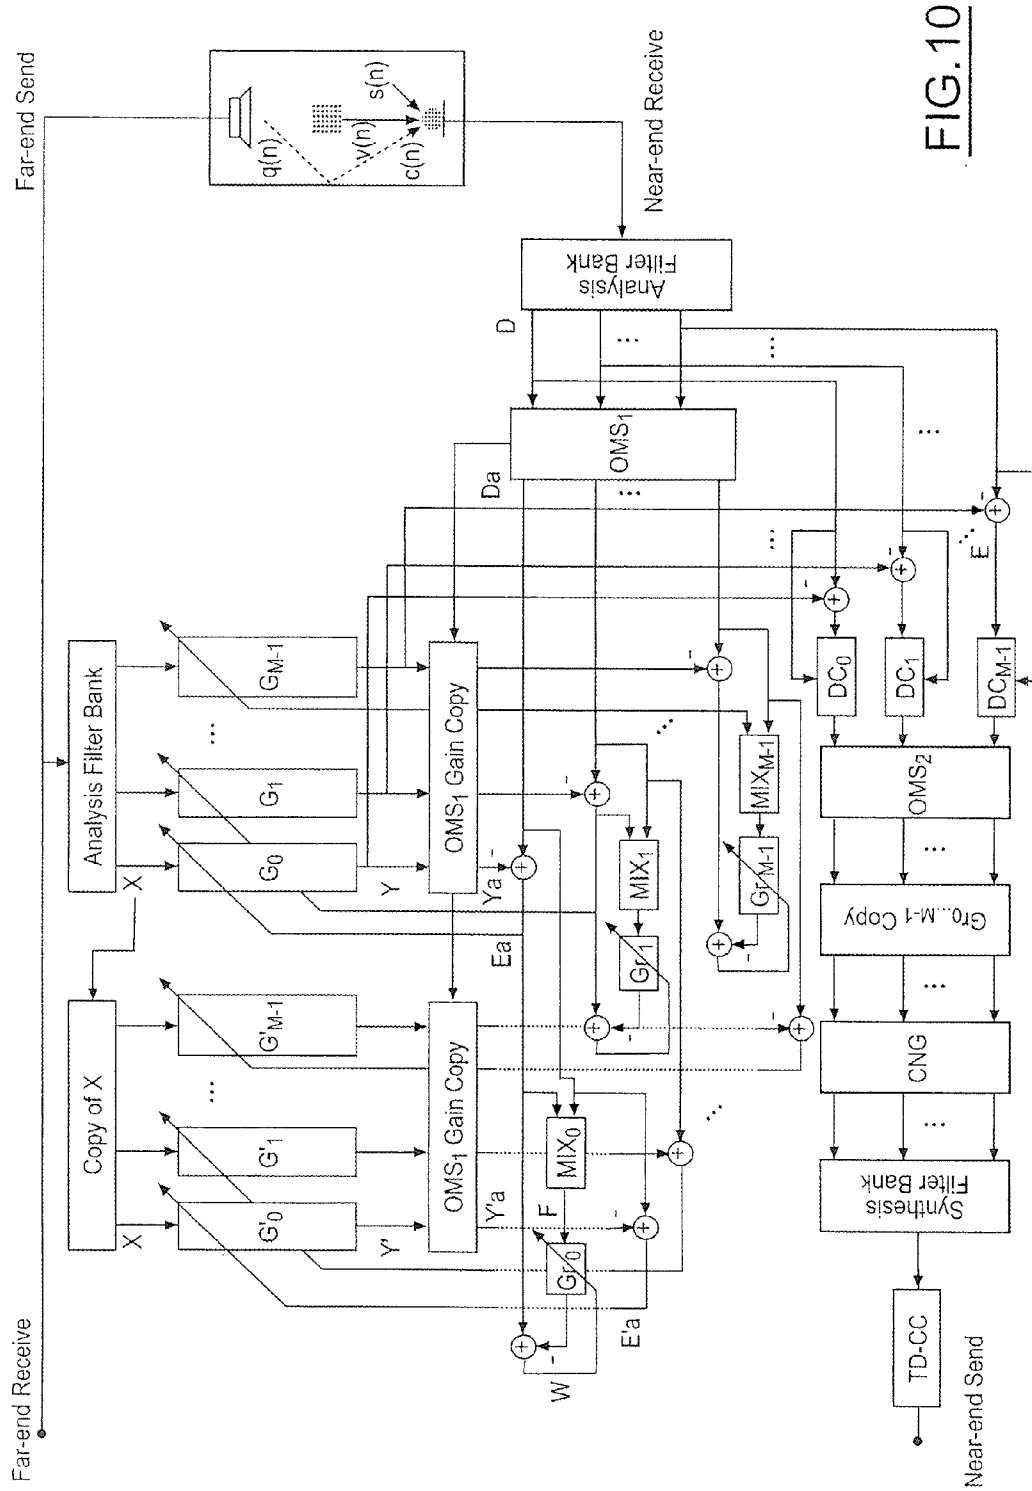 Far-end Receive
Far-end Send
q(n)
v(n)
s(n)
c(n)
Near-end Receive
Copy of X
Analysis Filter Bank
X
X
G'0
G'1
...
G'M-1
G0
G1
...
GM-1
Y'
Y
OMS1 Gain Copy
OMS1 Gain Copy
Y'a
Ya
Ea
Da
D
Analysis
Filter Bank
...
OMS1
...
...
...
W
F
E'a
Gr0
MIX0
Gr1
MIX1
GrM-1
MIXM-1
...
...
...
...
E
DC0
DC1
DCM-1
OMS2
...
Gr0...M-1 Copy
...
CNG
...
Synthesis
Filter Bank
TD-CC
Near-end Send
FIG.10